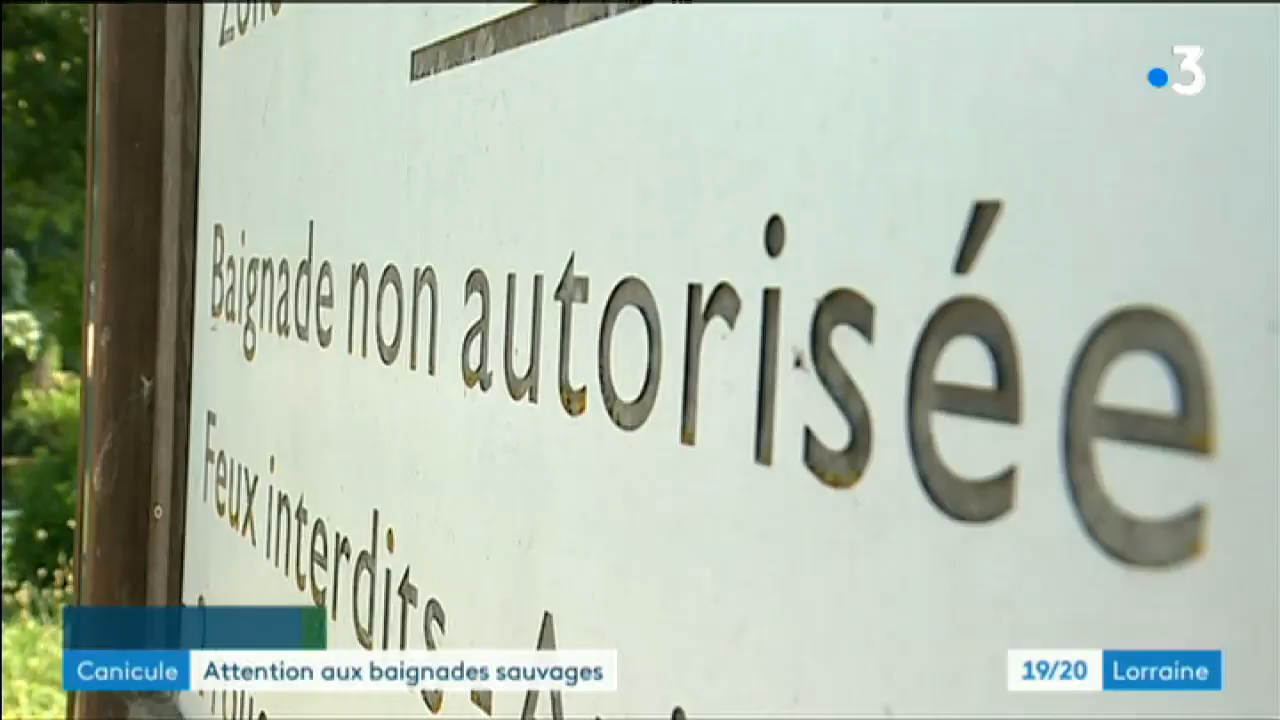 3
Baignade non autorisée
Feux interdits - A
Canicule Attention aux baignades sauvages
19/20 Lorraine